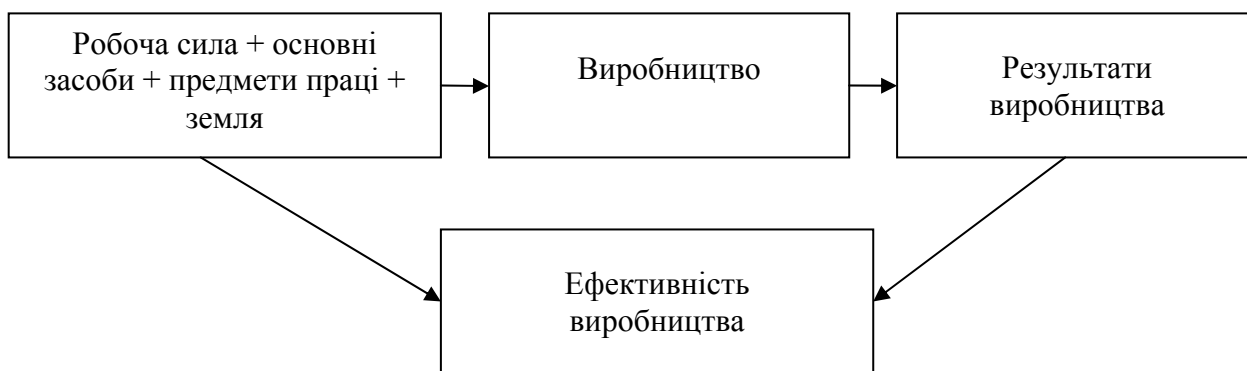 Робоча сила + основні
засоби + предмети праці +
земля
Виробництво
Результати
виробництва
Ефективність
виробництва